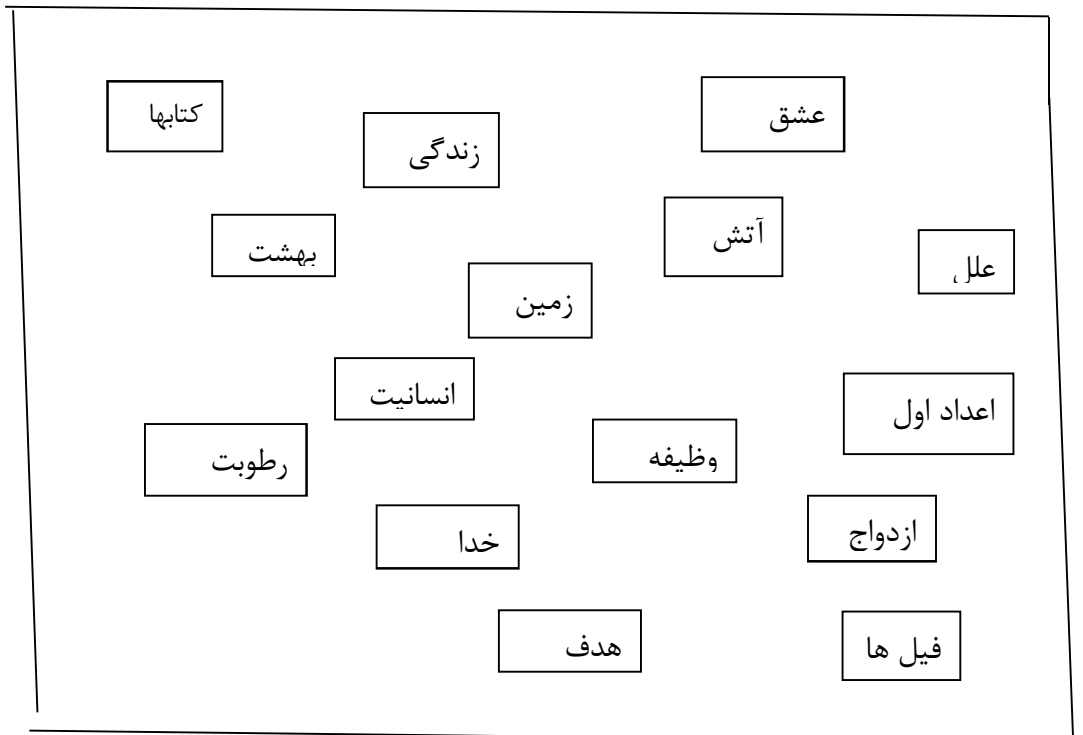 عشق
کتابها
زندگی
آتش
بهشت
علل
زمین
انسانیت
اعداد اول
وظیفه
رطوبت
ازدواج
خدا
هدف
فیل ها